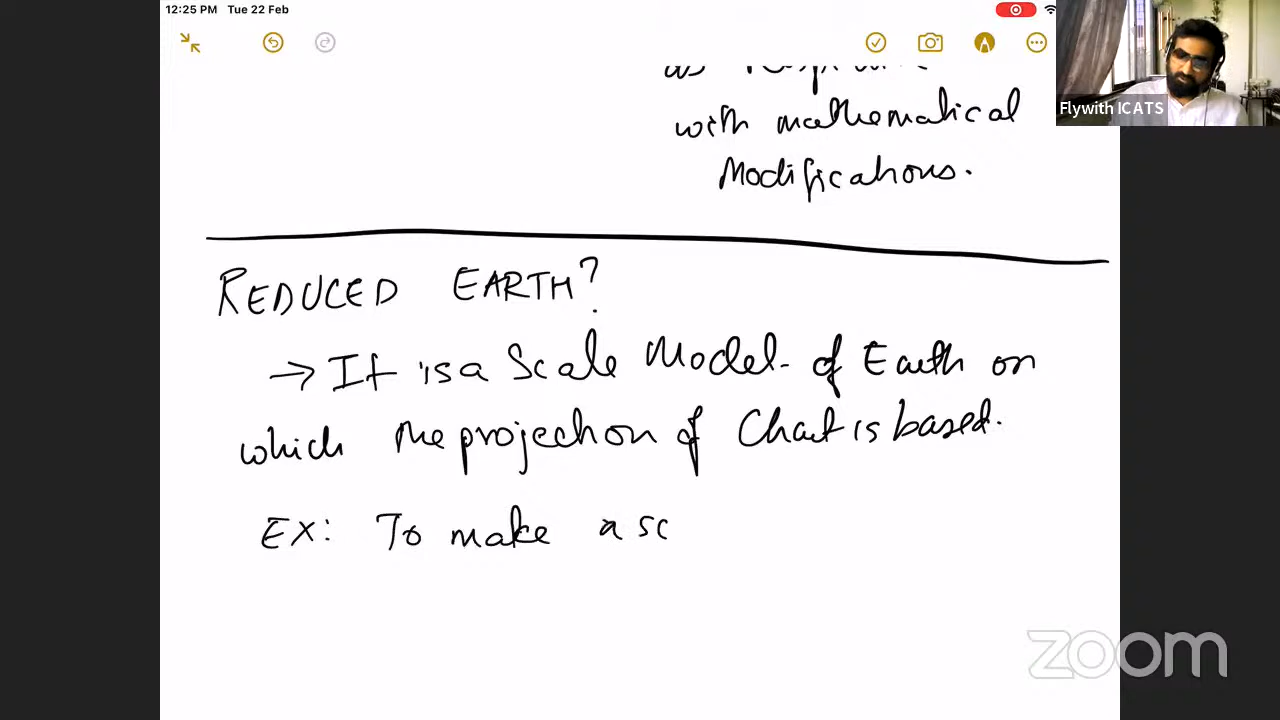 12:25 PM Tue 22 Feb
Flywith ICATS
as
with mathematical
Modifications.
REDUCED EARTH?
→ It is a Scale Model of Earth on
which the projection of Chart is based.
EX: To make a sc
zoom